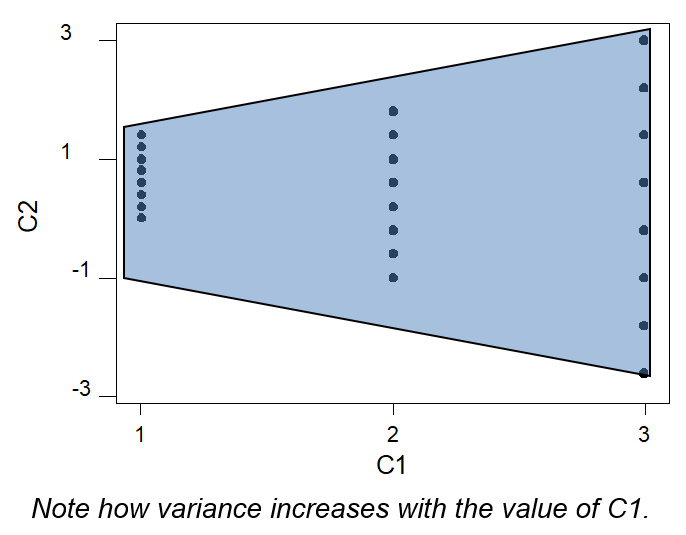 3
1
-1
-3
C2
1 2 3
C1
Note how variance increases with the value of C1.